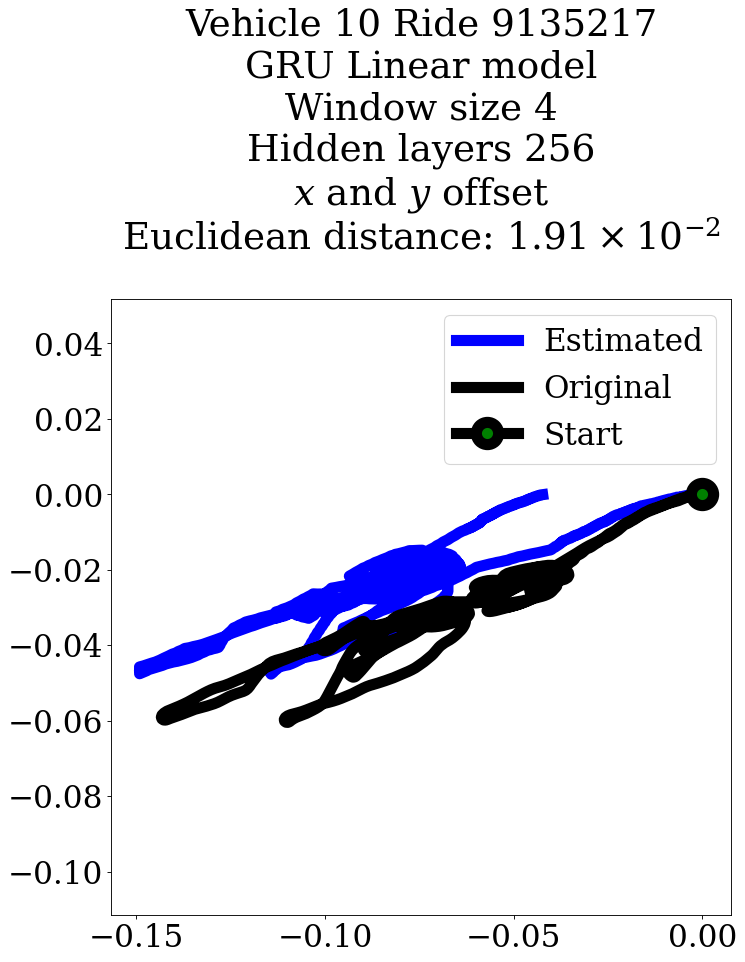 Vehicle 10 Ride 9135217
GRU Linear model
Window size 4
Hidden layers 256
x and y offset
Euclidean distance: 1.91 × 10⁻²
Estimated
Original
Start
0.04
0.02
0.00
−0.02
−0.04
−0.06
−0.08
−0.10
−0.15 −0.10 −0.05 0.00